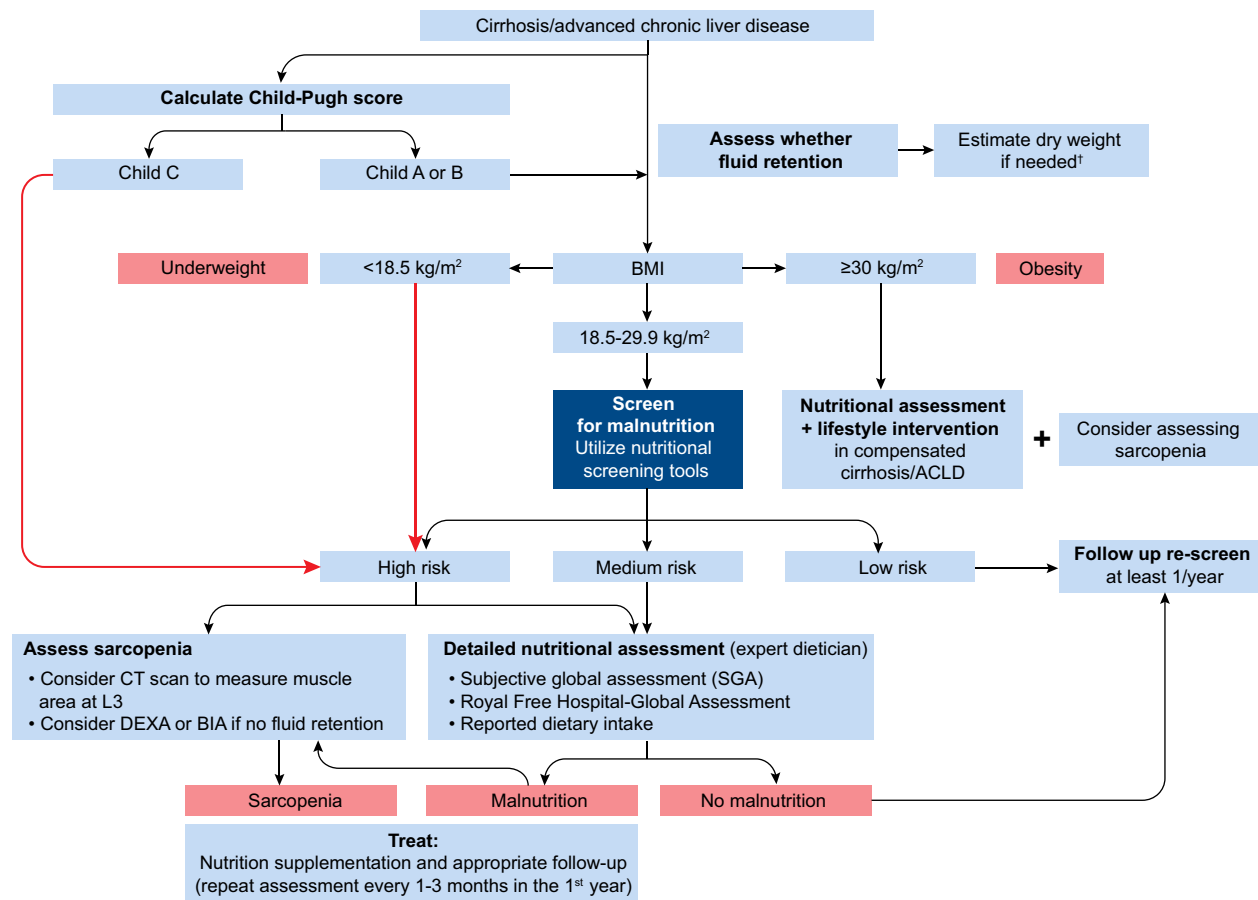 Cirrhosis/advanced chronic liver disease
Calculate Child-Pugh score
Child C
Child A or B
Assess whether
fluid retention
Estimate dry weight
if needed†
Underweight
<18.5 kg/m²
BMI
≥30 kg/m²
Obesity
18.5-29.9 kg/m²
Screen
for malnutrition
Utilize nutritional
screening tools
Nutritional assessment
+ lifestyle intervention
in compensated
cirrhosis/ACLD
+
Consider assessing
sarcopenia
High risk
Medium risk
Low risk
Follow up re-screen
at least 1/year
Assess sarcopenia
• Consider CT scan to measure muscle
area at L3
• Consider DEXA or BIA if no fluid retention
Detailed nutritional assessment (expert dietician)
• Subjective global assessment (SGA)
• Royal Free Hospital-Global Assessment
• Reported dietary intake
Sarcopenia
Malnutrition
No malnutrition
Treat:
Nutrition supplementation and appropriate follow-up
(repeat assessment every 1-3 months in the 1st year)